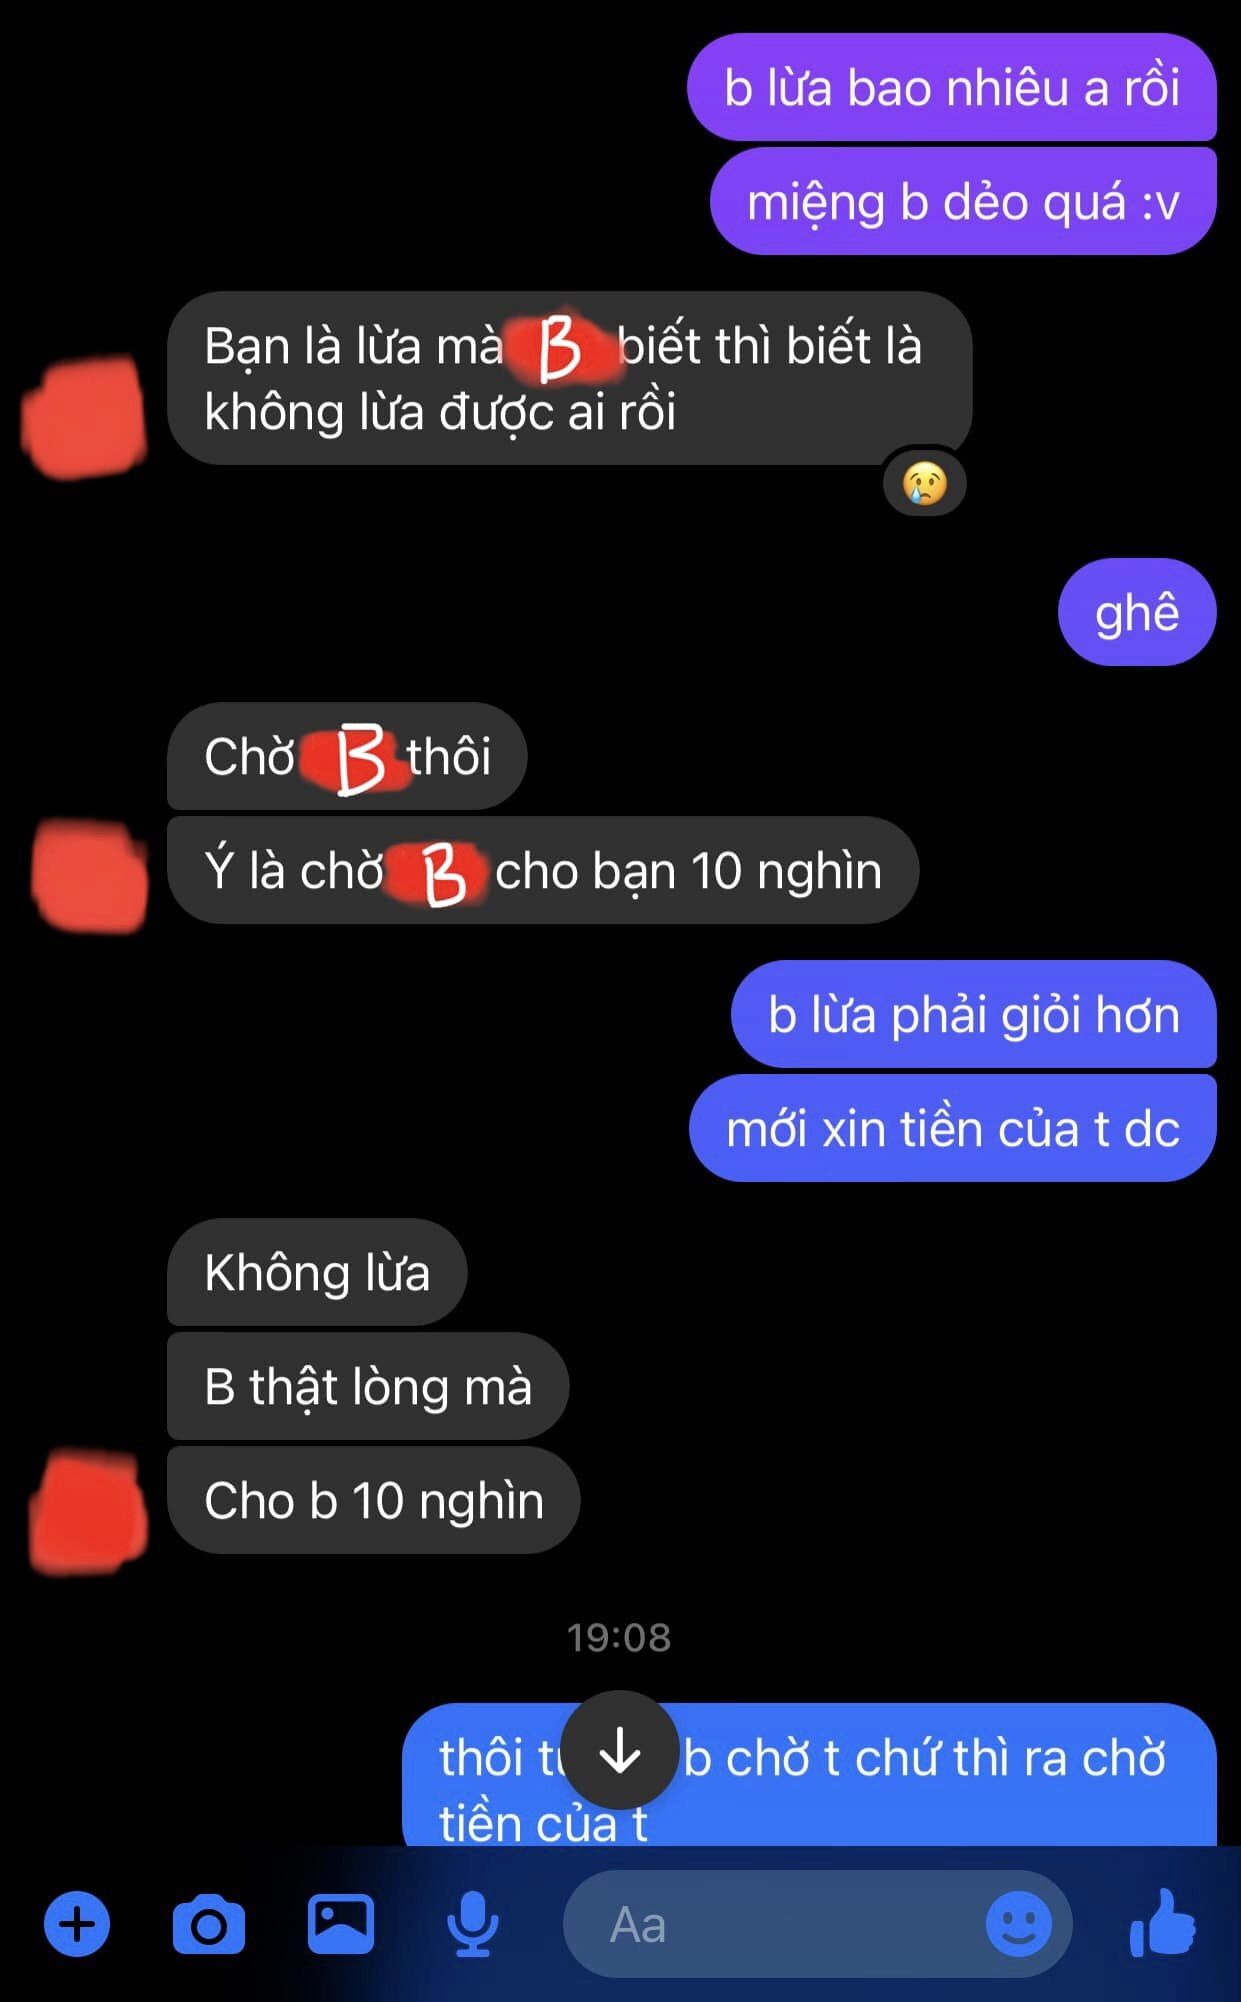 b lừa bao nhiêu a rồi
miệng b dẻo quá :v
Bạn là lừa mà B biết thì biết là
không lừa được ai rồi
ghê
Chờ B thôi
Ý là chờ B cho bạn 10 nghìn
b lừa phải giỏi hơn
mới xin tiền của t dc
Không lừa
B thật lòng mà
Cho b 10 nghìn
19:08
thôi b chờ t chứ thì ra chờ
tiền của t
Aa